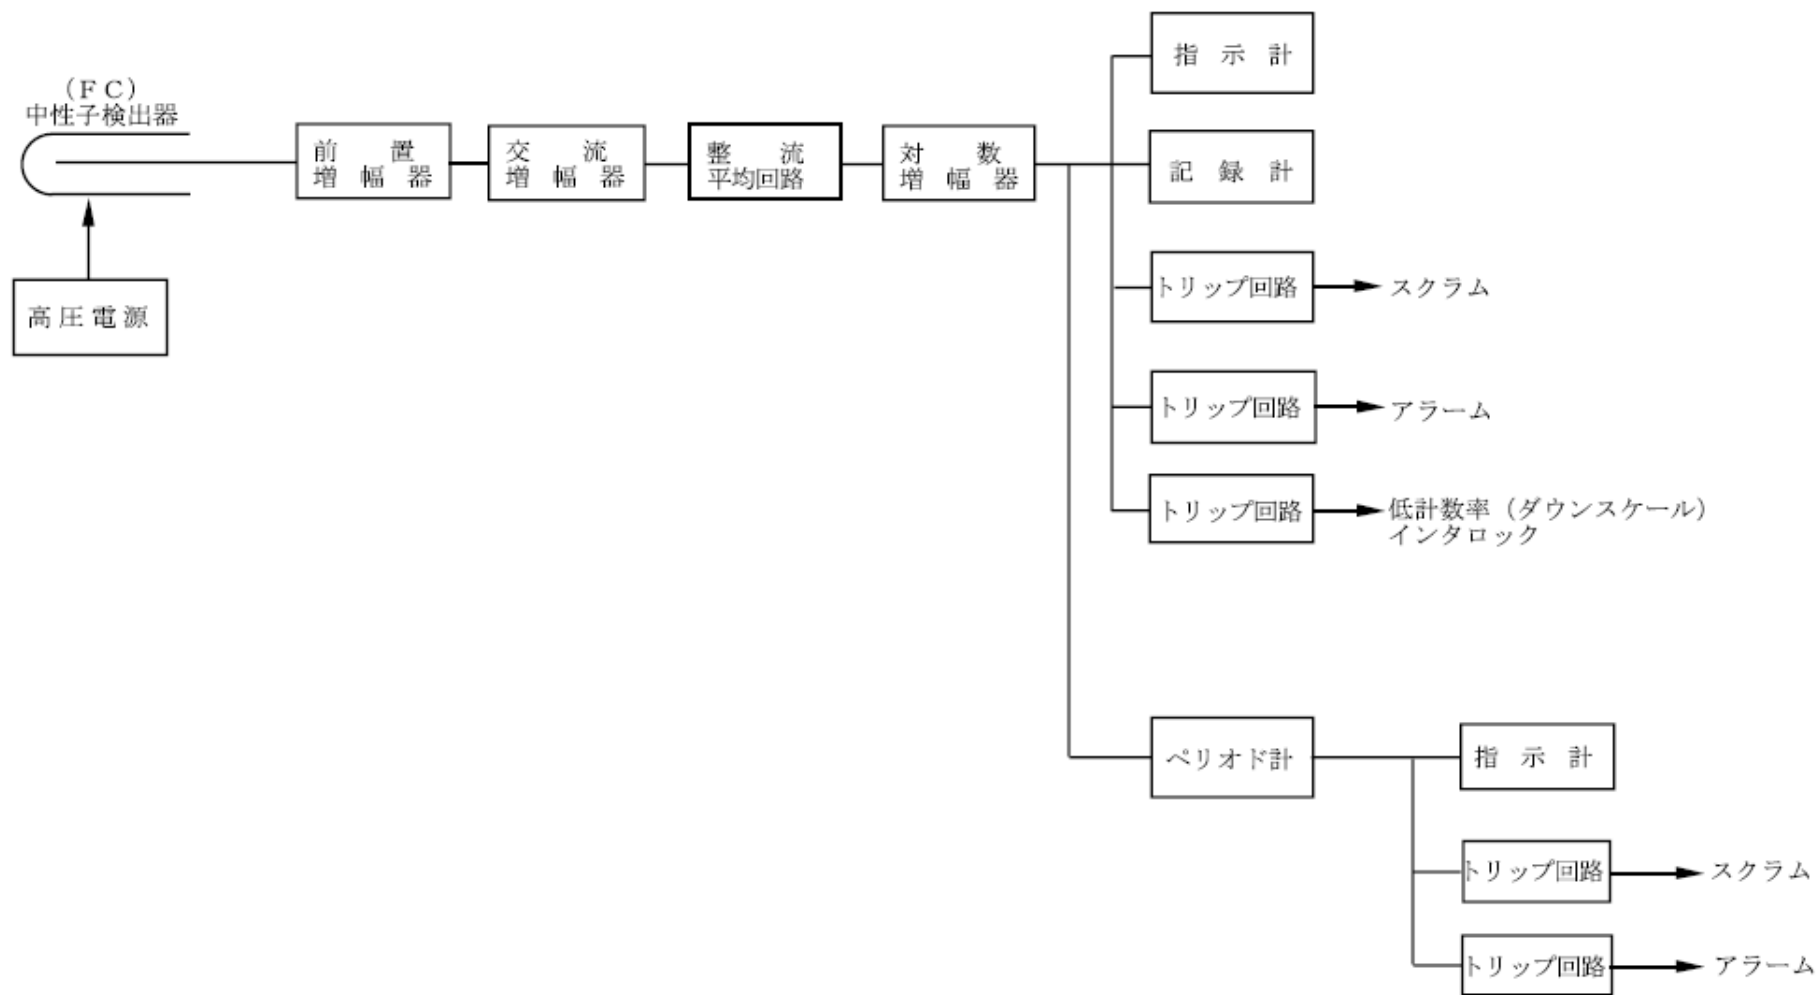 (FC)
中性子検出器
高圧電源
前置
増幅器
交流
増幅器
整流
平均回路
対数
増幅器
指示計
記録計
トリップ回路
スクラム
トリップ回路
アラーム
トリップ回路
低計数率(ダウンスケール)
インタロック
ペリオド計
指示計
トリップ回路
スクラム
トリップ回路
アラーム